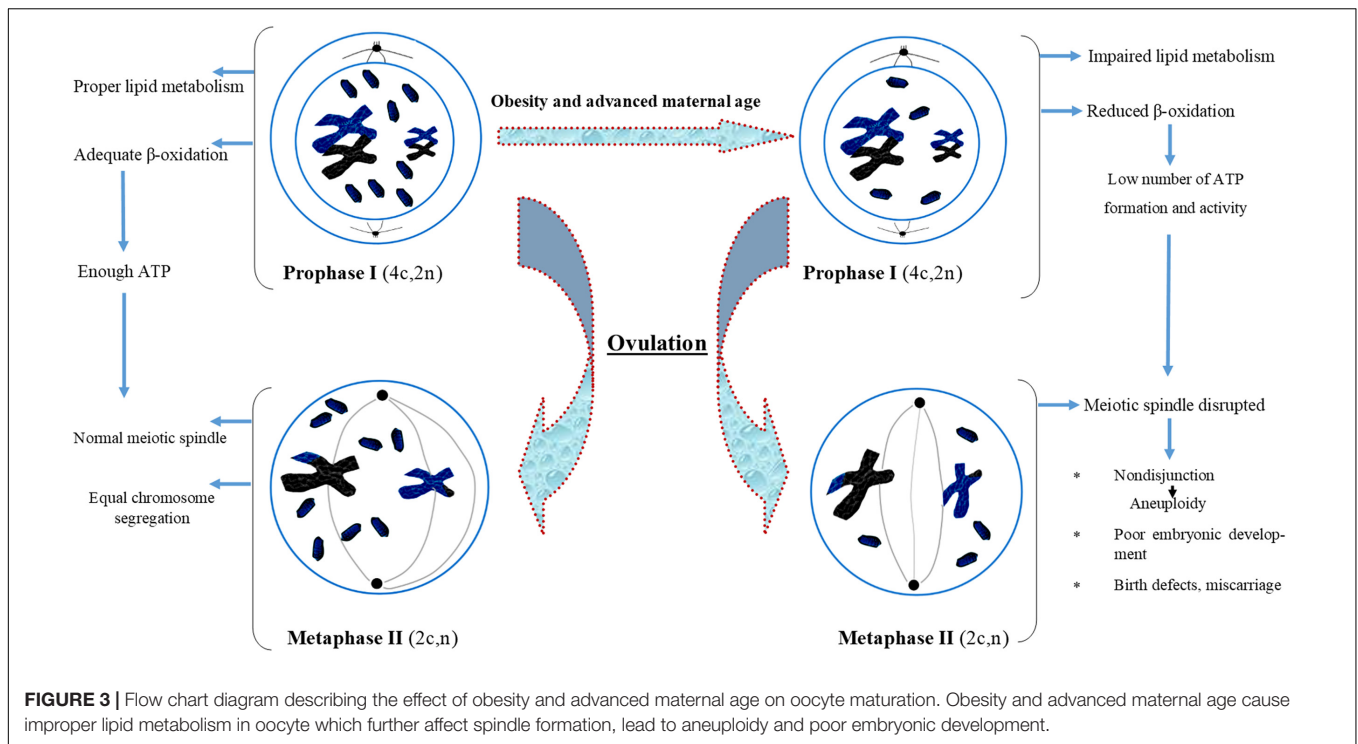 Proper lipid metabolism
Adequate β-oxidation
Enough ATP
Normal meiotic spindle
Equal chromosome
segregation
Prophase I (4c,2n)
Obesity and advanced maternal age
Prophase I (4c,2n)
Ovulation
Metaphase II (2c,n)
Metaphase II (2c,n)
Impaired lipid metabolism
Reduced β-oxidation
Low number of ATP
formation and activity
Meiotic spindle disrupted
* Nondisjunction
Aneuploidy
* Poor embryonic develop-
ment
* Birth defects, miscarriage
FIGURE 3 | Flow chart diagram describing the effect of obesity and advanced maternal age on oocyte maturation. Obesity and advanced maternal age cause
improper lipid metabolism in oocyte which further affect spindle formation, lead to aneuploidy and poor embryonic development.